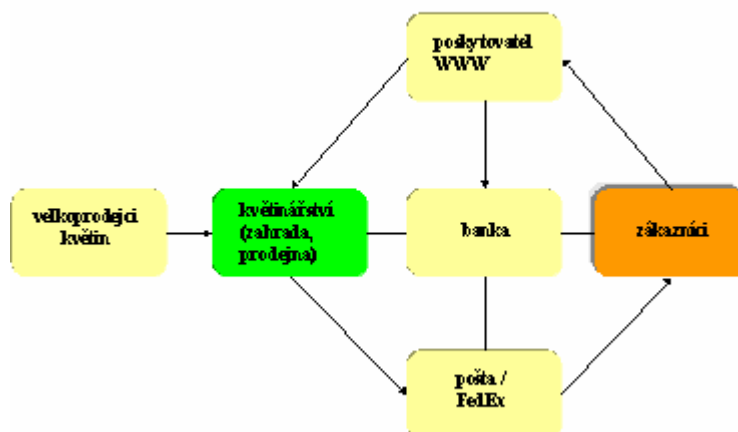 poskytovatel
WWW
velkoprodejci
květin
květinářství
(zahrada,
prodejna)
banka
zákazníci
pošta /
FedEx